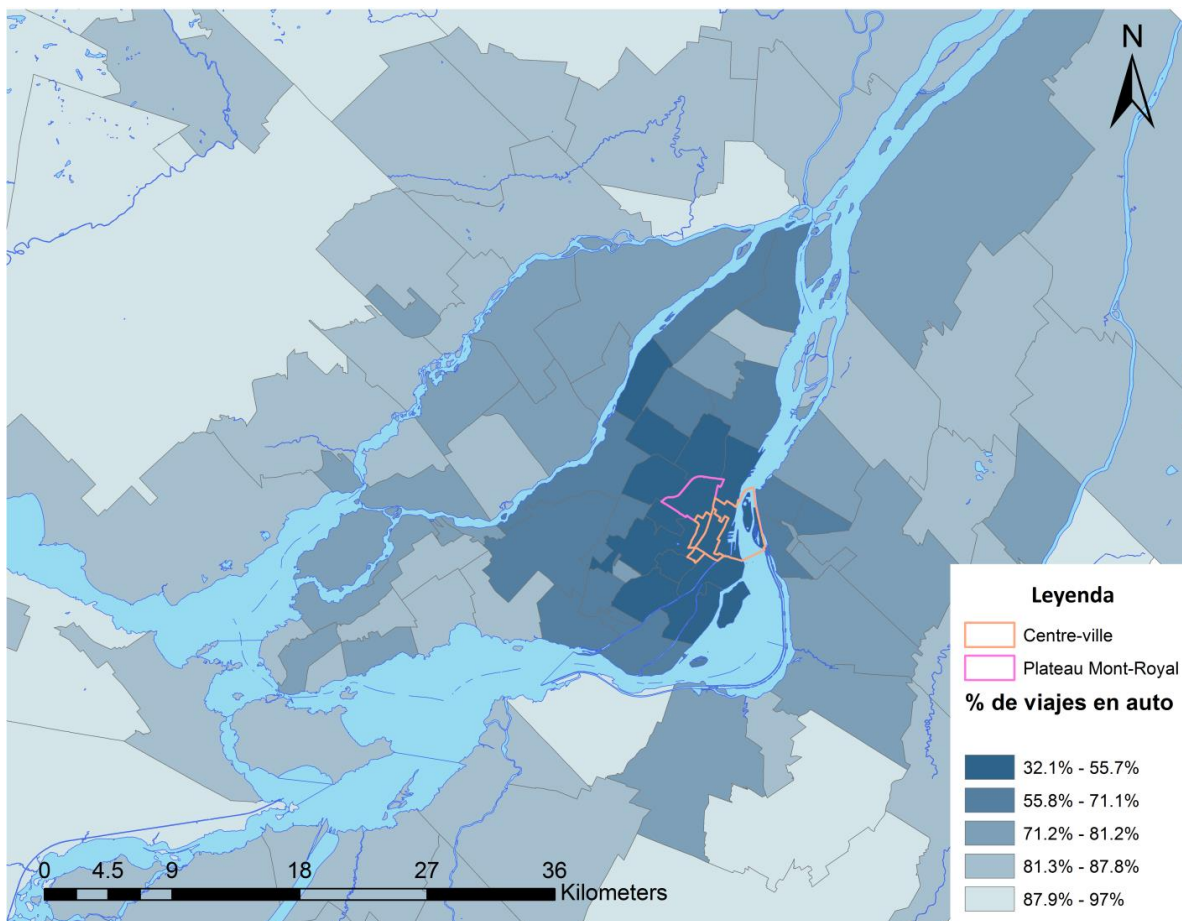 N
Leyenda
Centre-ville
Plateau Mont-Royal
% de viajes en auto
32.1% - 55.7%
55.8% - 71.1%
71.2% - 81.2%
81.3% - 87.8%
87.9% - 97%
0 4.5 9 18 27 36
Kilometers